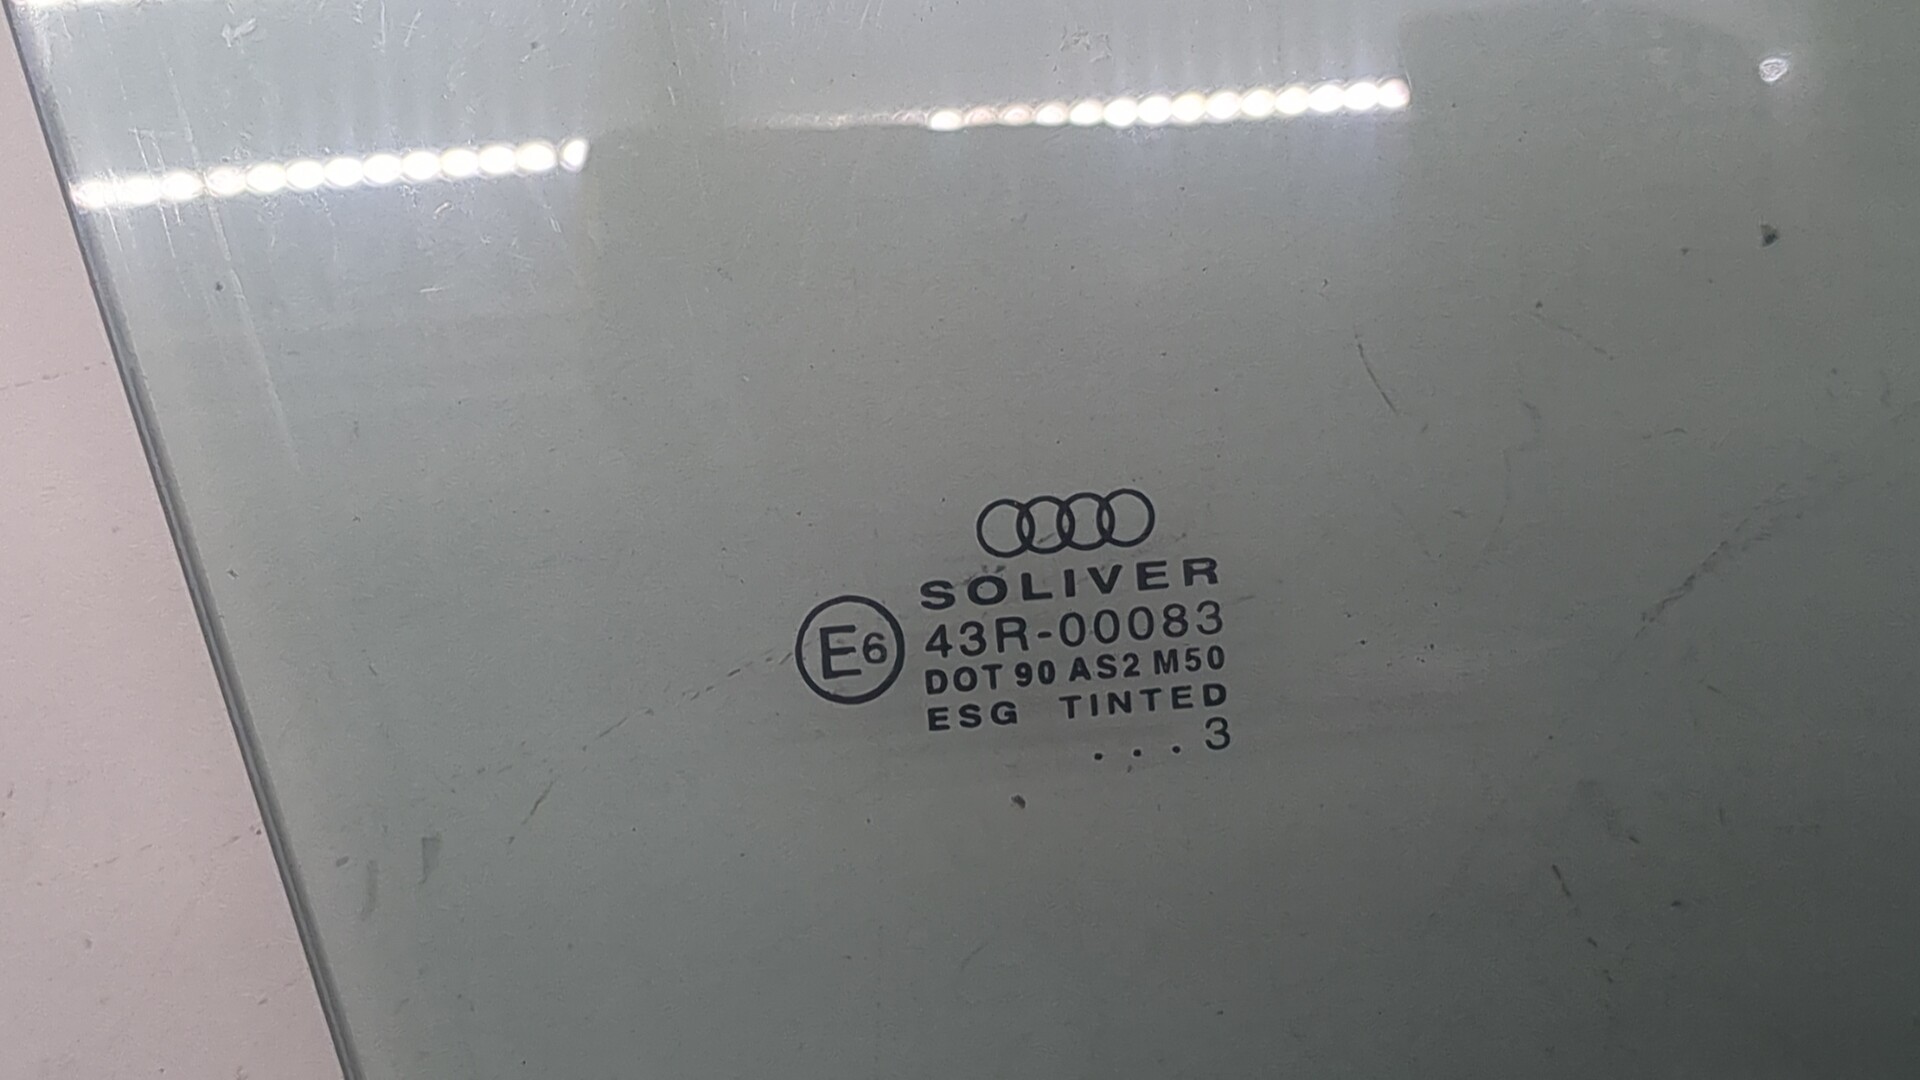 SOLIVER
E6 43R-00083
DOT 90 AS2 M50
ESG TINTED
. . . 3